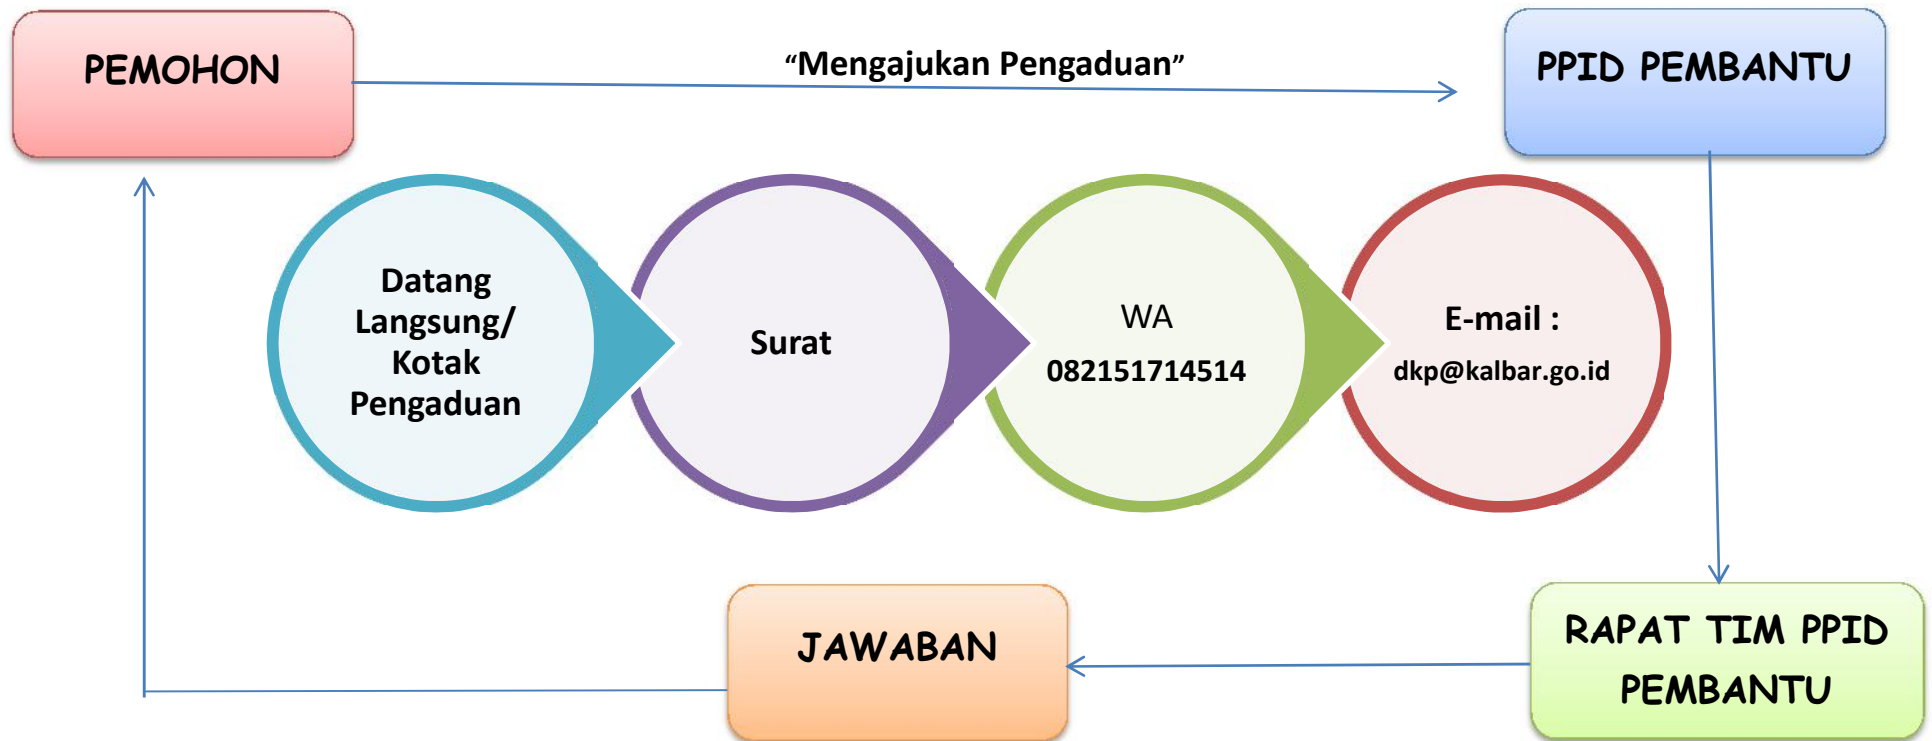 PEMOHON
“Mengajukan Pengaduan”
PPID PEMBANTU
Datang
Langsung/
Kotak
Pengaduan
Surat
WA
082151714514
E-mail :
dkp@kalbar.go.id
JAWABAN
RAPAT TIM PPID
PEMBANTU